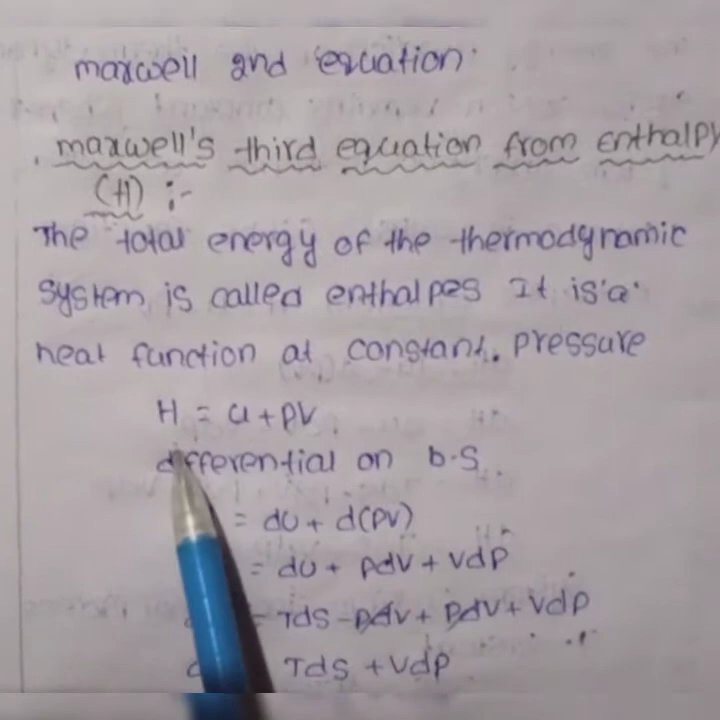 maxwell 2nd equation.
maxwell's third equation from enthalpy
(H) :-
The total energy of the thermodynamic
system is called enthalpes It is a
heat function at constant. pressure
H = U + PV
differential on b.s.
= dU + d(PV)
= dU + PdV + VdP
= Tds - PdV + PdV + VdP
d Tds + VdP